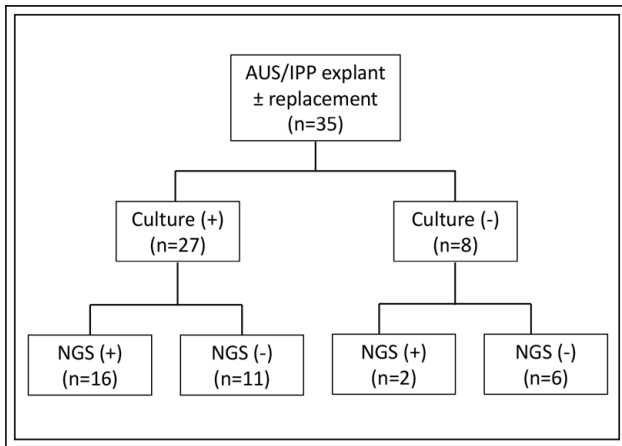 AUS/IPP explant
± replacement
(n=35)
Culture (+)
(n=27)
Culture (-)
(n=8)
NGS (+)
(n=16)
NGS (-)
(n=11)
NGS (+)
(n=2)
NGS (-)
(n=6)